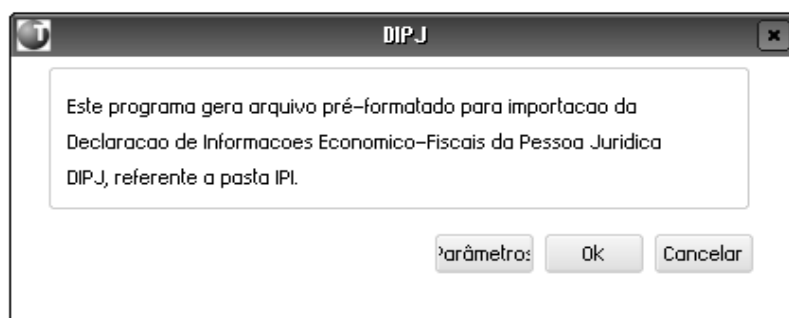 DIPJ
Este programa gera arquivo pré-formatado para importacao da
Declaracao de Informacoes Economico-Fiscais da Pessoa Juridica
DIPJ, referente a pasta IPI.
Parâmetros Ok Cancelar